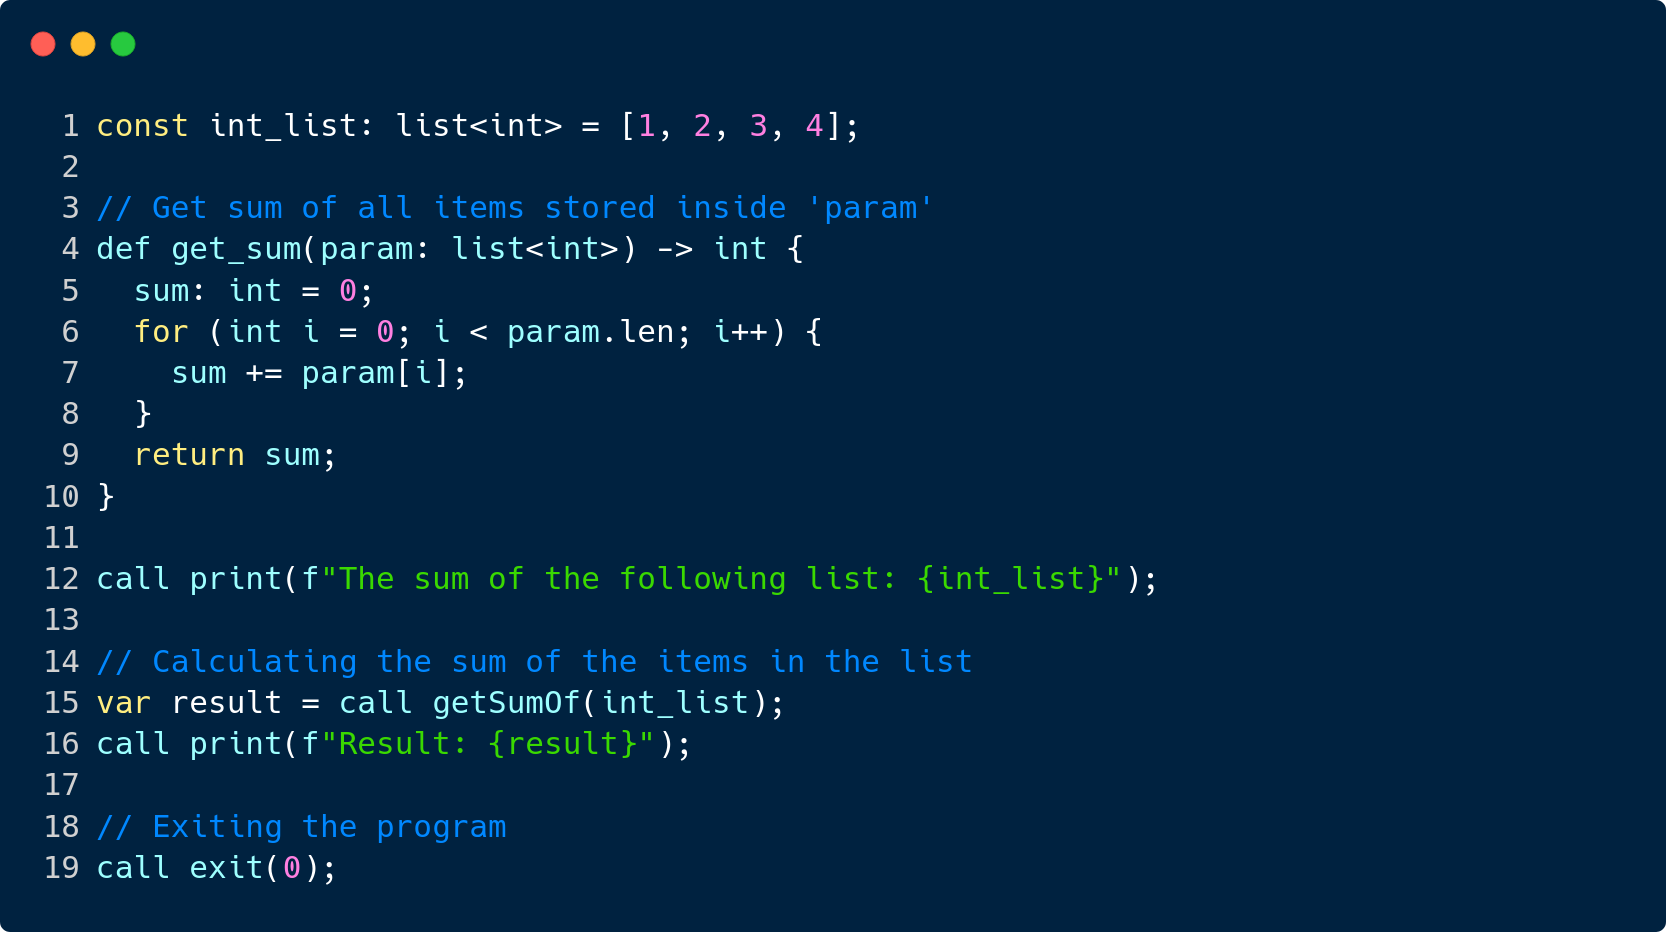 1 const int_list: list<int> = [1, 2, 3, 4];
2
3 // Get sum of all items stored inside 'param'
4 def get_sum(param: list<int>) -> int {
5   sum: int = 0;
6   for (int i = 0; i < param.len; i++) {
7     sum += param[i];
8   }
9   return sum;
10 }
11
12 call print(f"The sum of the following list: {int_list}");
13
14 // Calculating the sum of the items in the list
15 var result = call getSumOf(int_list);
16 call print(f"Result: {result}");
17
18 // Exiting the program
19 call exit(0);